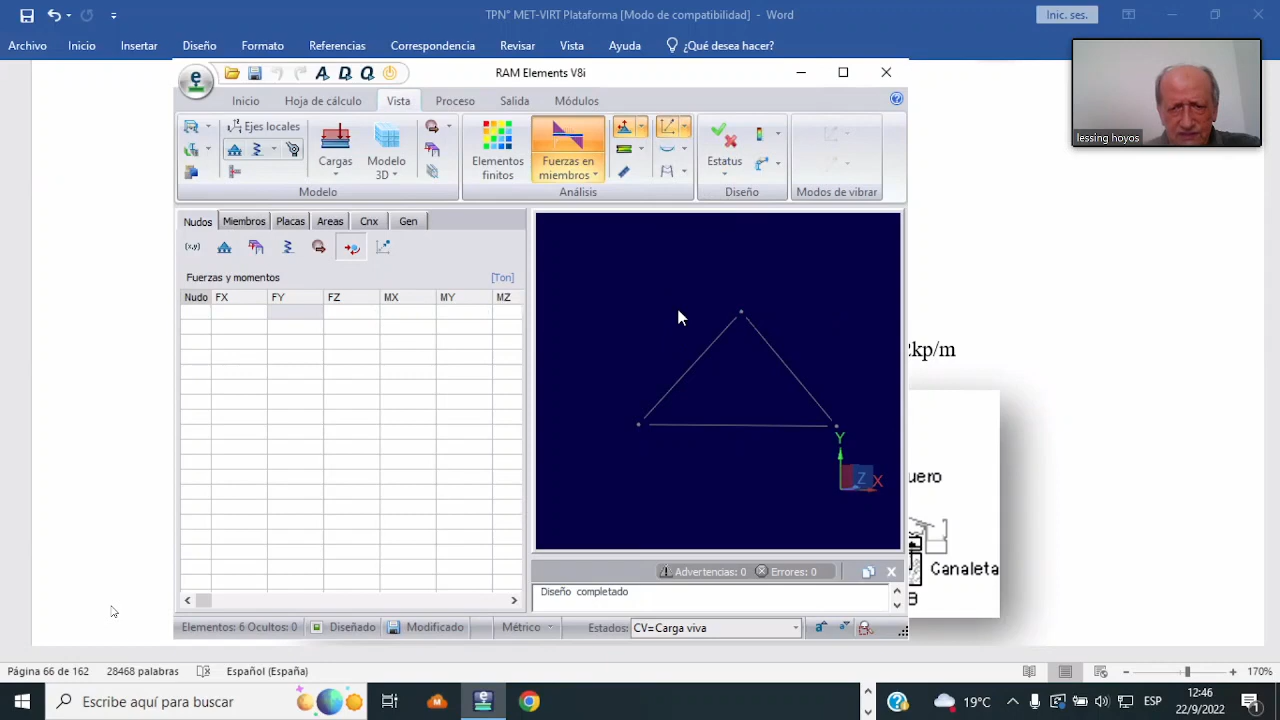 TPN° MET-VIRT Plataforma [Modo de compatibilidad] - Word
Inic. ses.
Archivo Inicio Insertar Diseño Formato Referencias Correspondencia Revisar Vista Ayuda ¿Qué desea hacer?
RAM Elements V8i
Inicio Hoja de cálculo Vista Proceso Salida Módulos
Ejes locales
Cargas
Modelo 3D
Modelo
Elementos finitos
Fuerzas en miembros
Análisis
Estatus
Diseño
Modos de vibrar
lessing hoyos
Nudos Miembros Placas Areas Cnx Gen
Fuerzas y momentos [Ton]
Nudo FX FY FZ MX MY MZ
Y
Z
X
kp/m
uero
Canaleta
B
Advertencias: 0 Errores: 0
Diseño completado
Elementos: 6 Ocultos: 0 Diseñado Modificado Métrico Estados: CV=Carga viva
Página 66 de 162 28468 palabras Español (España) 170%
Escribe aquí para buscar
19°C
ESP
12:46
22/9/2022
1